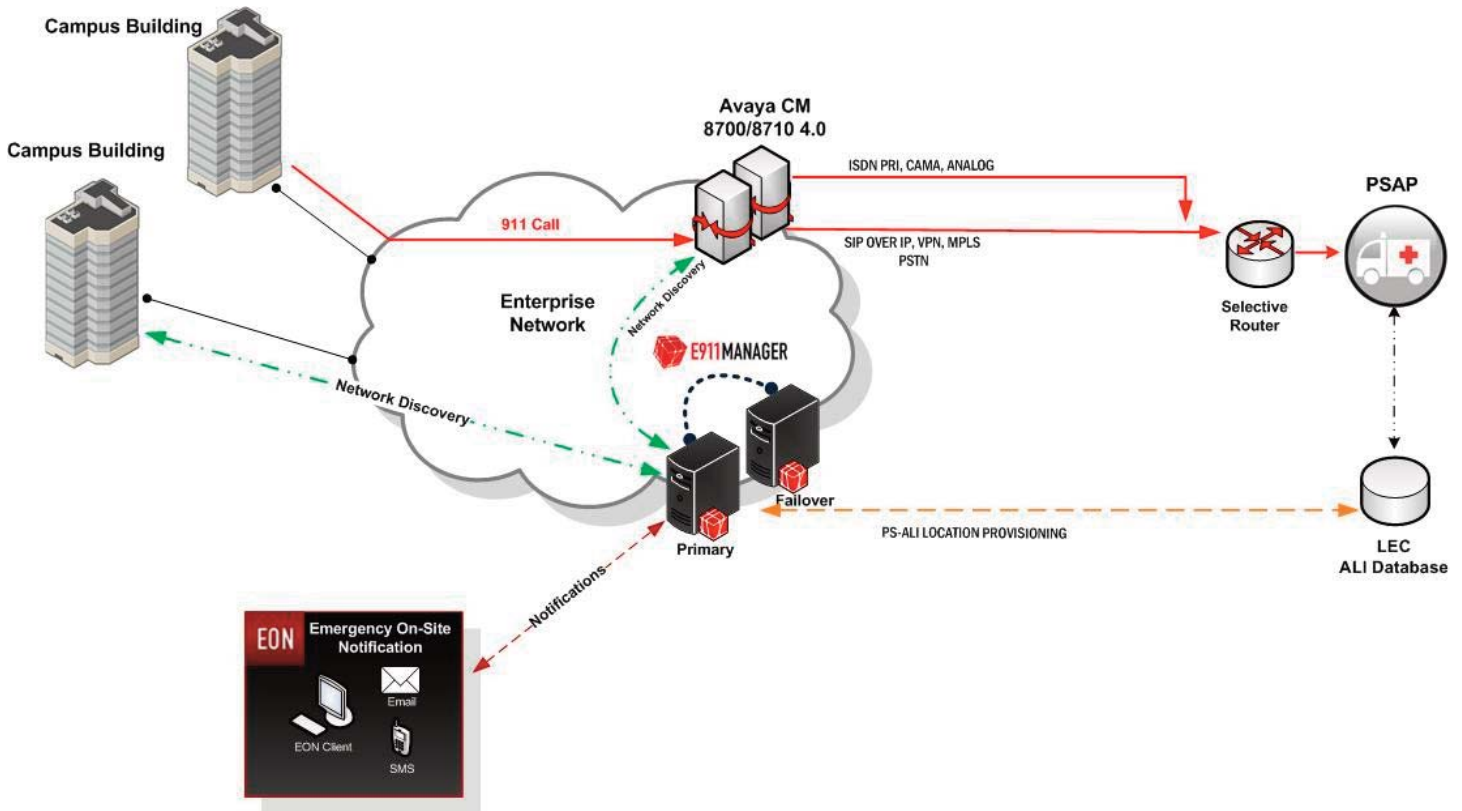 Campus Building
Campus Building
Avaya CM
8700/8710 4.0
ISDN PRI, CAMA, ANALOG
PSAP
911 Call
SIP OVER IP, VPN, MPLS
PSTN
Network Discovery
Enterprise
Network
Selective
Router
E911MANAGER
Network Discovery
Failover
Primary
PS-ALI LOCATION PROVISIONING
LEC
ALI Database
Notifications
EON
Emergency On-Site
Notification
Email
EON Client
SMS